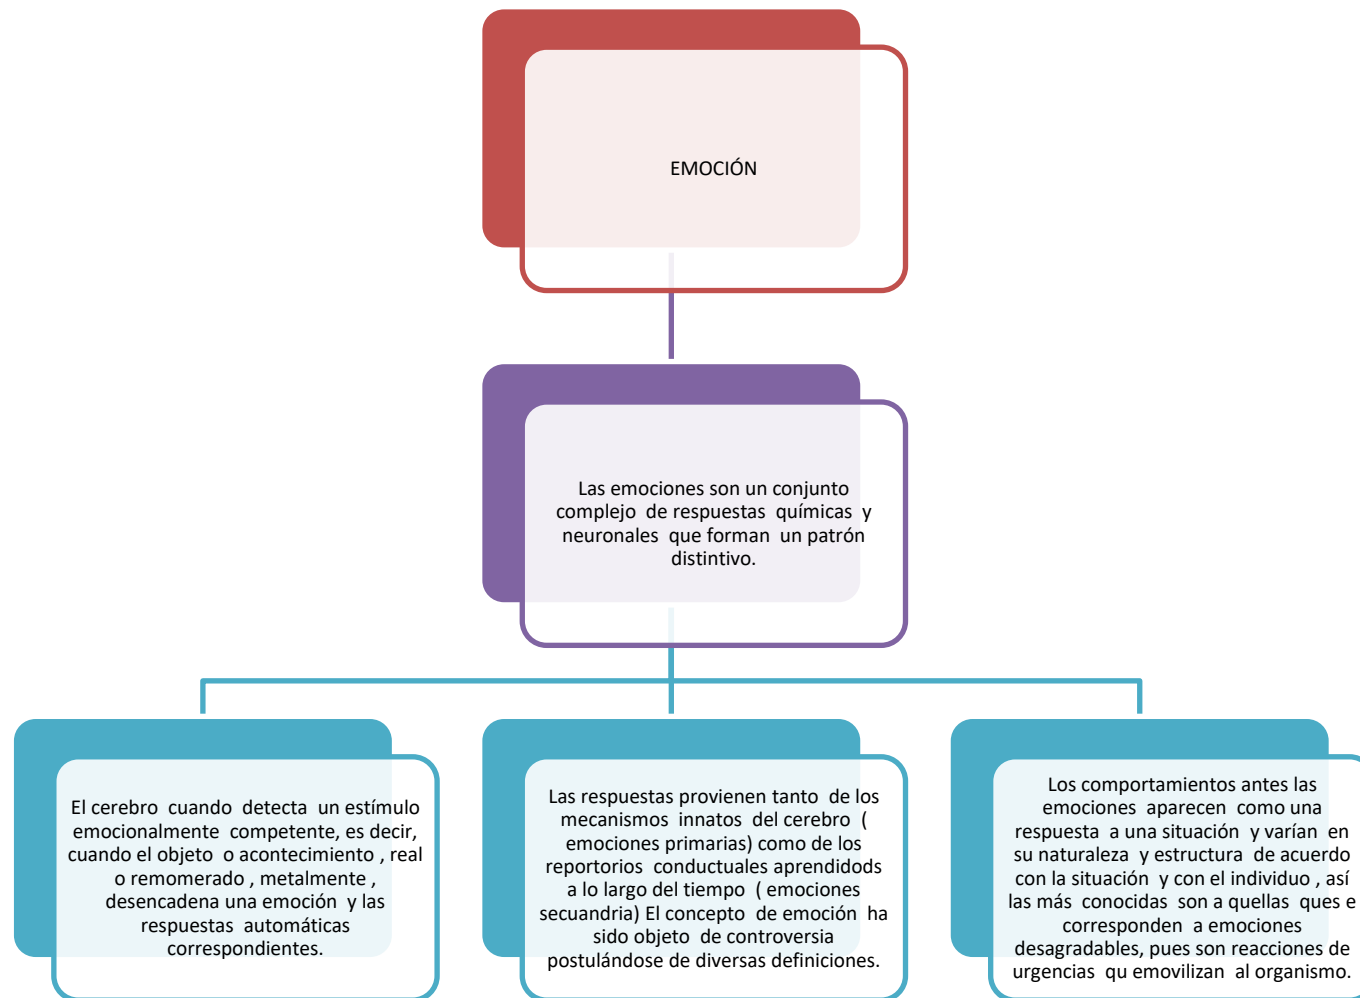 EMOCIÓN
Las emociones son un conjunto
complejo de respuestas químicas y
neuronales que forman un patrón
distintivo.
El cerebro cuando detecta un estímulo
emocionalmente competente, es decir,
cuando el objeto o acontecimiento , real
o remomerado , metalmente ,
desencadena una emoción y las
respuestas automáticas
correspondientes.
Las respuestas provienen tanto de los
mecanismos innatos del cerebro (
emociones primarias) como de los
reportorios conductuales aprendidods
a lo largo del tiempo ( emociones
secuandria) El concepto de emoción ha
sido objeto de controversia
postulándose de diversas definiciones.
Los comportamientos antes las
emociones aparecen como una
respuesta a una situación y varían en
su naturaleza y estructura de acuerdo
con la situación y con el individuo , así
las más conocidas son a quellas ques e
corresponden a emociones
desagradables, pues son reacciones de
urgencias qu emovilizan al organismo.